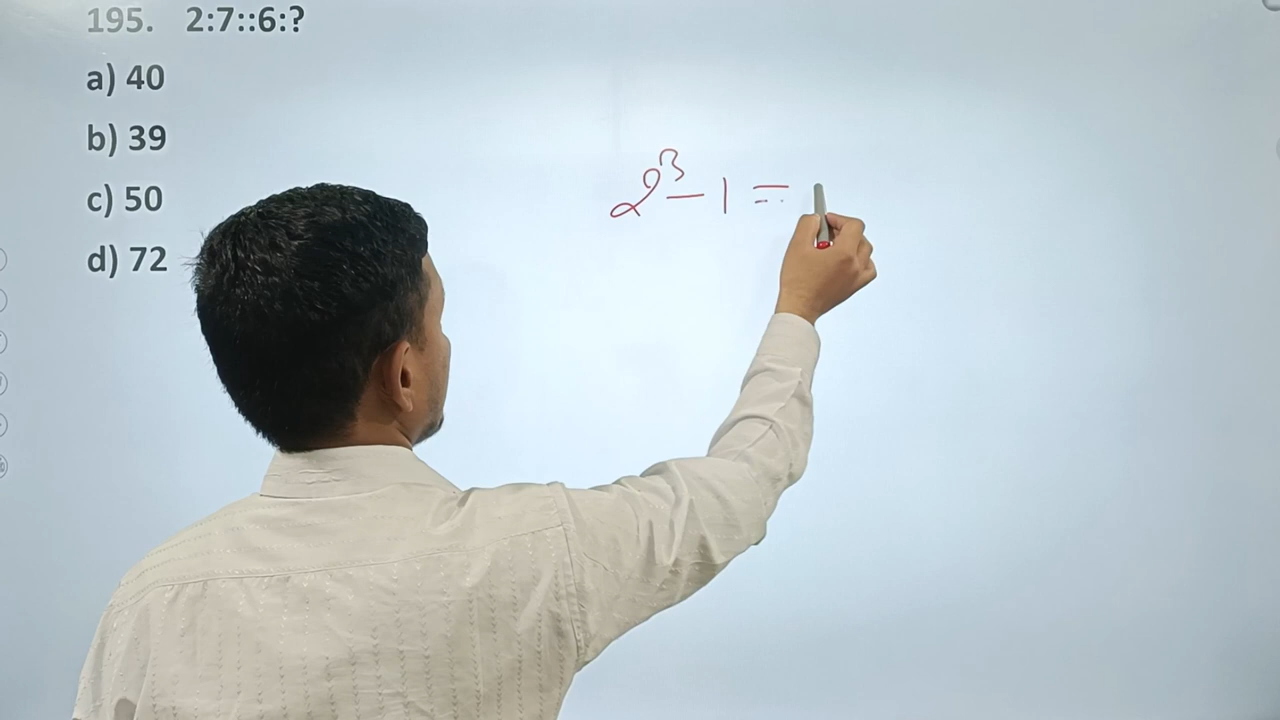 195. 2:7::6:?
a) 40
b) 39
c) 50
d) 72
2³ - 1 =